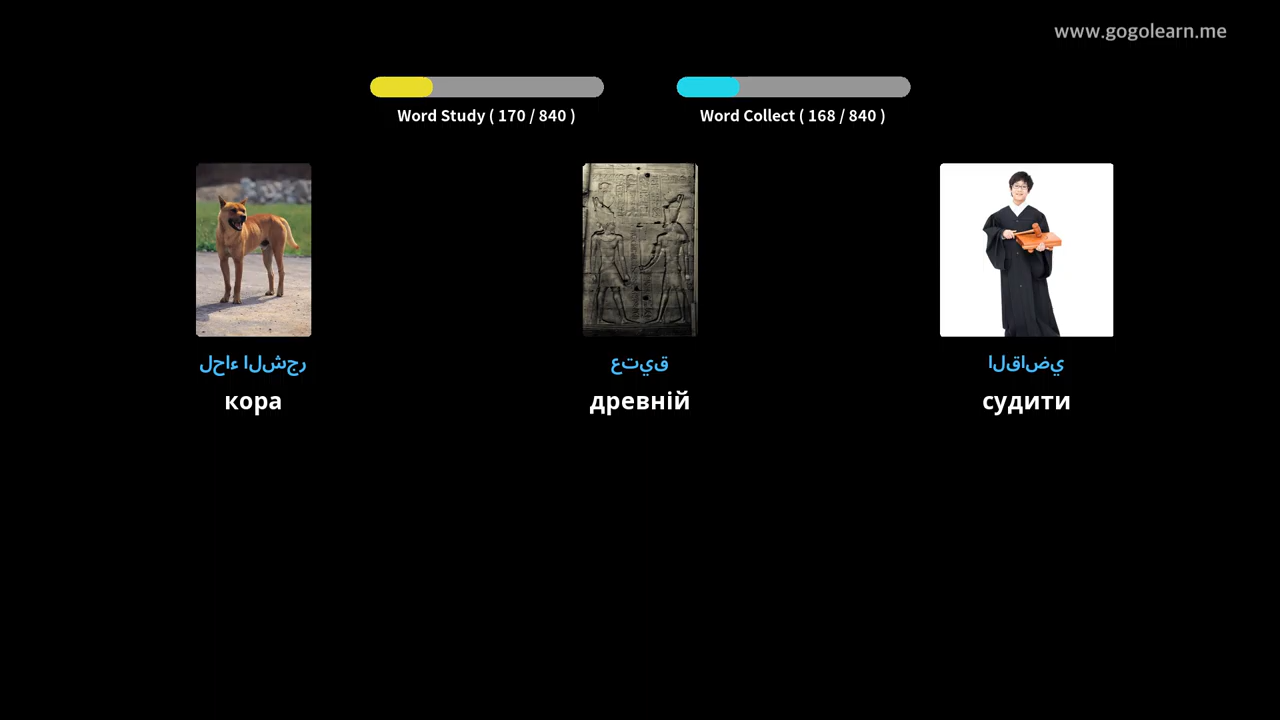 www.gogolearn.me
Word Study ( 170 / 840 )
Word Collect ( 168 / 840 )
لحاء الشجر
кора
عتيق
древній
القاضي
судити